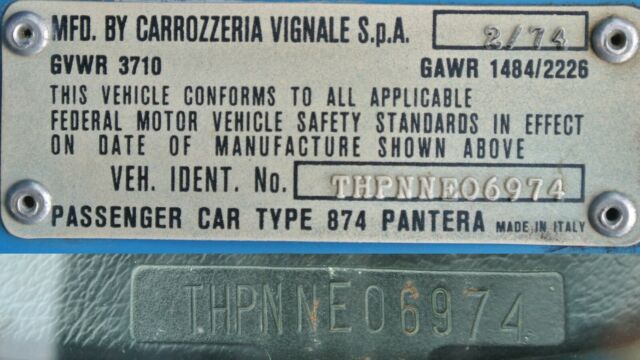 MFD. BY CARROZZERIA VIGNALE S.p.A. 2/74
GVWR 3710 GAWR 1484/2226
THIS VEHICLE CONFORMS TO ALL APPLICABLE
FEDERAL MOTOR VEHICLE SAFETY STANDARDS IN EFFECT
ON DATE OF MANUFACTURE SHOWN ABOVE
VEH. IDENT. No. THPNNE06974
PASSENGER CAR TYPE 874 PANTERA MADE IN ITALY
THPNNE06974